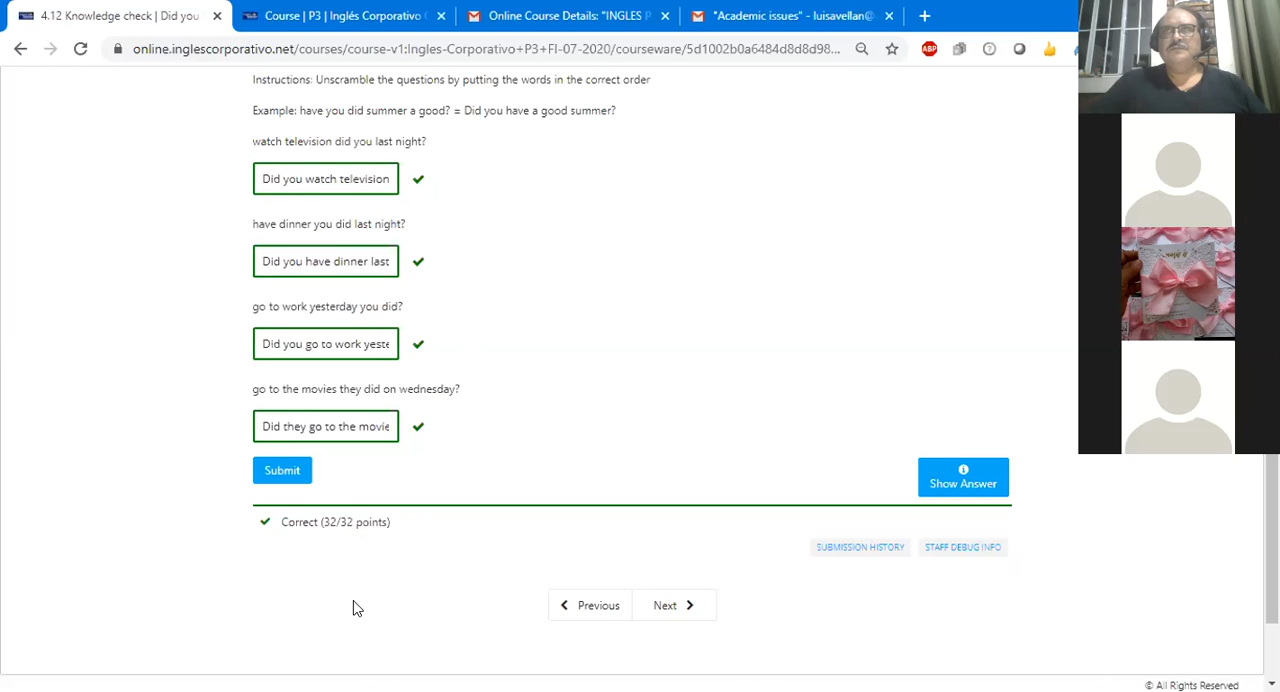 4.12 Knowledge check | Did you
Course | P3 | Inglés Corporativo
Online Course Details: "INGLES P
"Academic issues" - luisavellan@
online.inglescorporativo.net/courses/course-v1:Ingles-Corporativo+P3+FI-07-2020/courseware/5d1002b0a6484d8d8d98...
ABP
Instructions: Unscramble the questions by putting the words in the correct order
Example: have you did summer a good? = Did you have a good summer?
watch television did you last night?
Did you watch television
have dinner you did last night?
Did you have dinner last
go to work yesterday you did?
Did you go to work yeste
go to the movies they did on wednesday?
Did they go to the movie
Submit
Show Answer
Correct (32/32 points)
SUBMISSION HISTORY
STAFF DEBUG INFO
Previous
Next
© All Rights Reserved